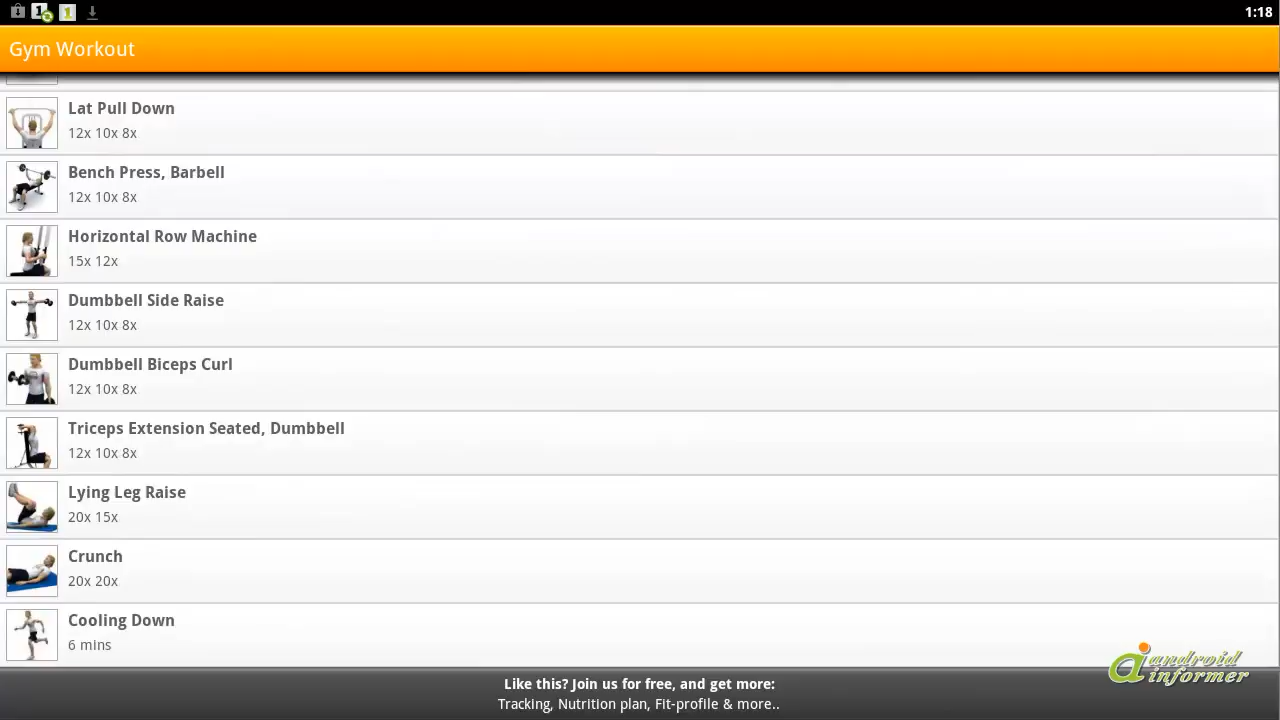 1:18
Gym Workout
Lat Pull Down
12x 10x 8x
Bench Press, Barbell
12x 10x 8x
Horizontal Row Machine
15x 12x
Dumbbell Side Raise
12x 10x 8x
Dumbbell Biceps Curl
12x 10x 8x
Triceps Extension Seated, Dumbbell
12x 10x 8x
Lying Leg Raise
20x 15x
Crunch
20x 20x
Cooling Down
6 mins
android
informer
Like this? Join us for free, and get more:
Tracking, Nutrition plan, Fit-profile & more..